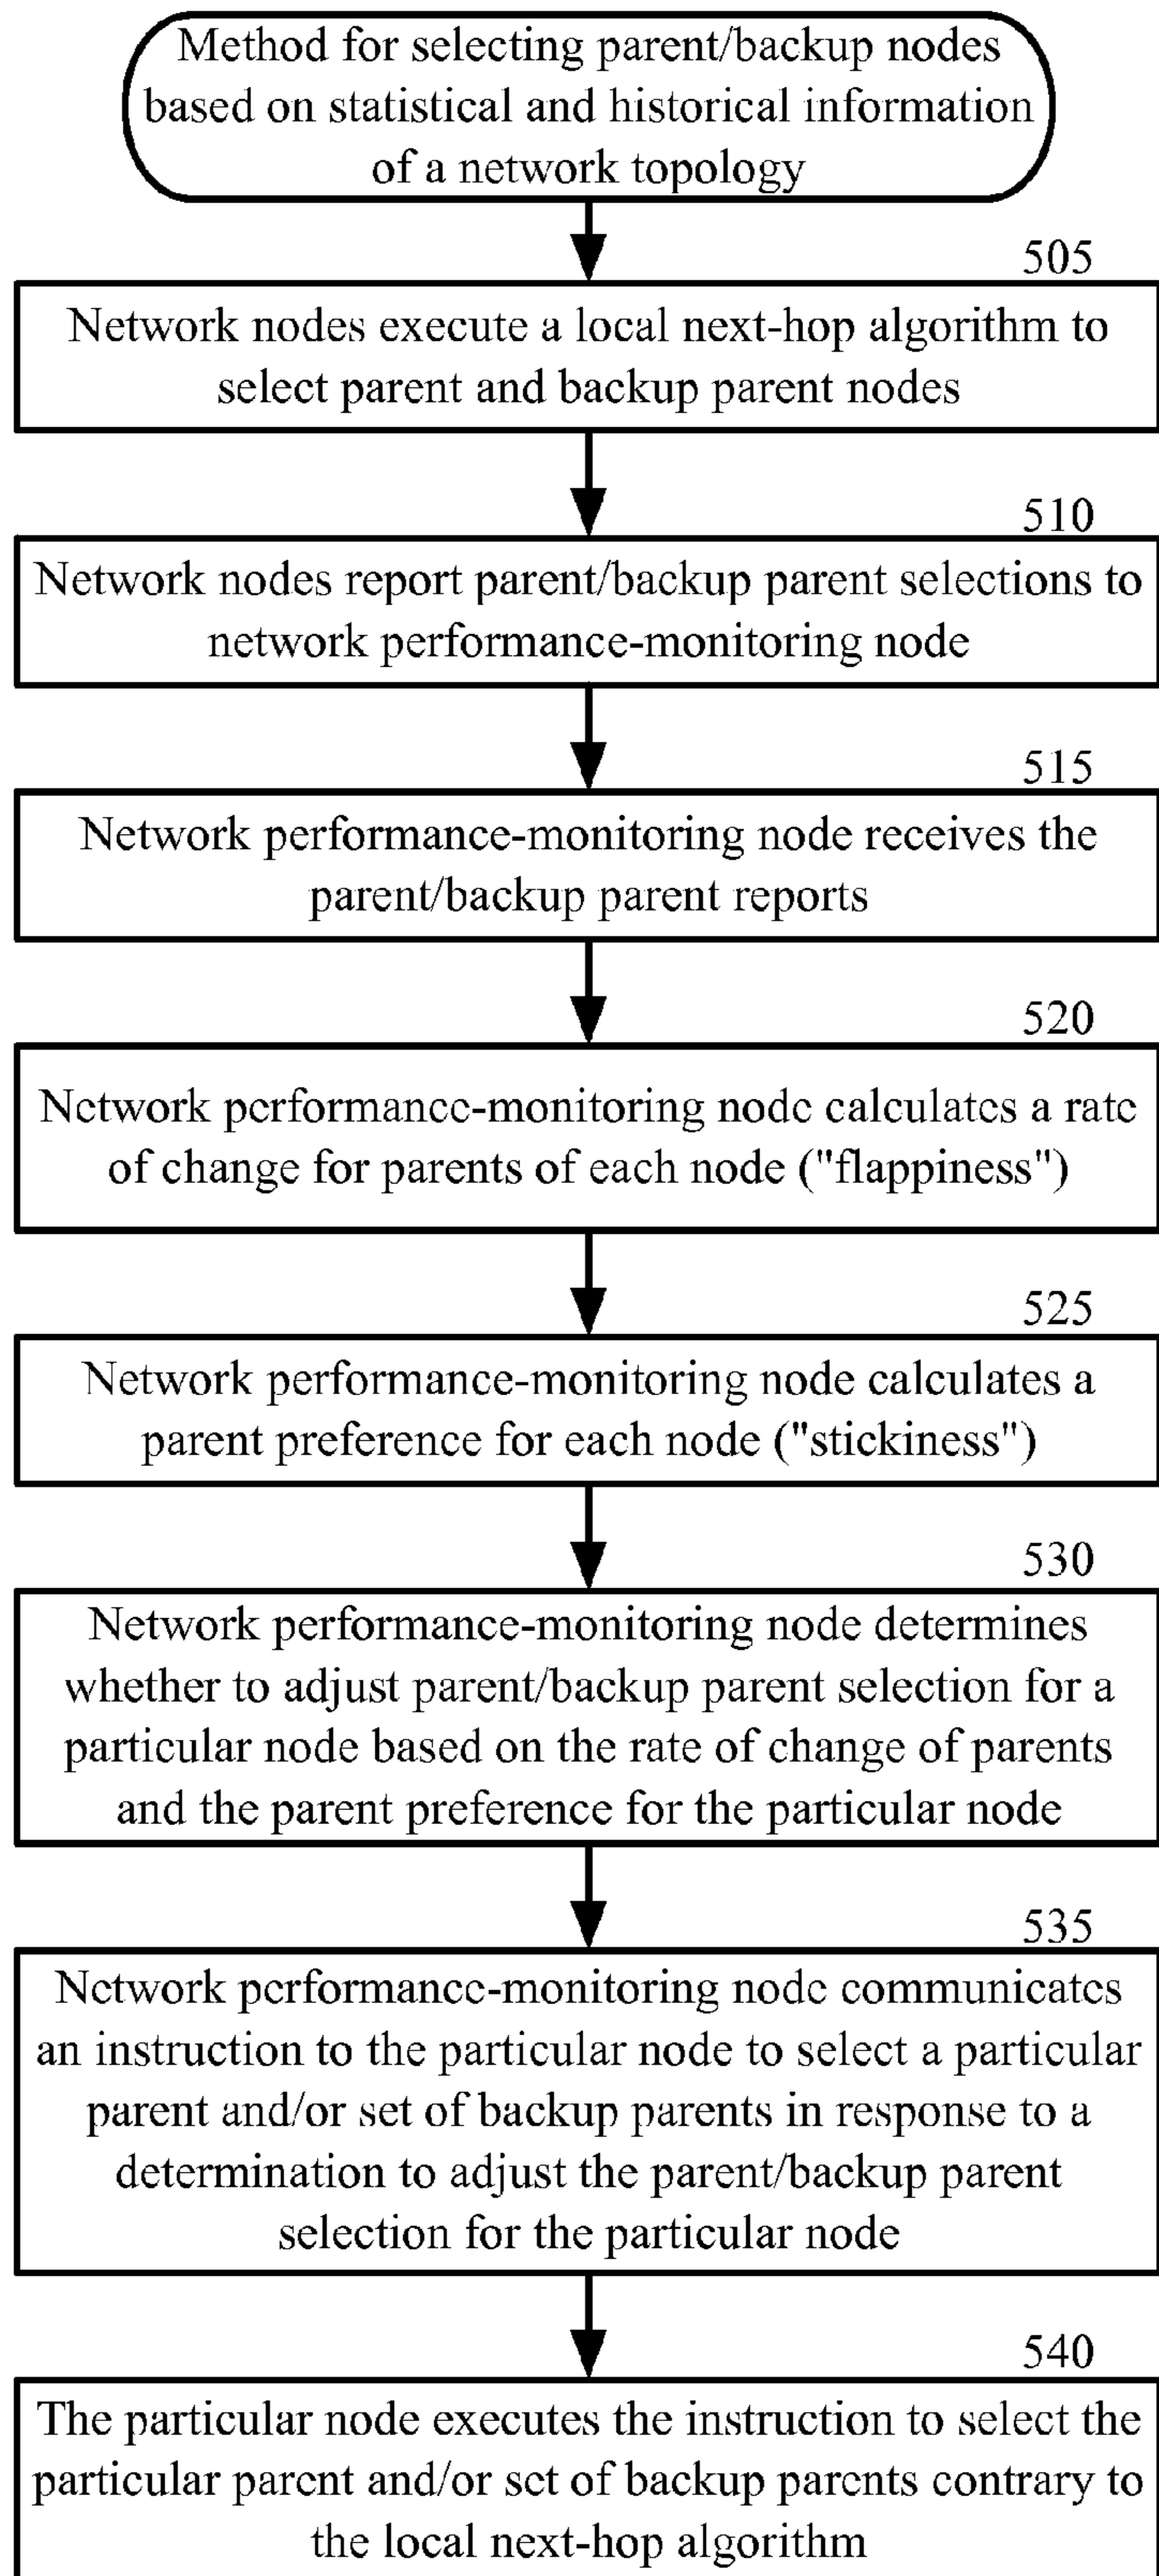 Method for selecting parent/backup nodes
based on statistical and historical information
of a network topology
505
Network nodes execute a local next-hop algorithm to
select parent and backup parent nodes
510
Network nodes report parent/backup parent selections to
network performance-monitoring node
515
Network performance-monitoring node receives the
parent/backup parent reports
520
Network performance-monitoring node calculates a rate
of change for parents of each node ("flappiness")
525
Network performance-monitoring node calculates a
parent preference for each node ("stickiness")
530
Network performance-monitoring node determines
whether to adjust parent/backup parent selection for a
particular node based on the rate of change of parents
and the parent preference for the particular node
535
Network performance-monitoring node communicates
an instruction to the particular node to select a particular
parent and/or set of backup parents in response to a
determination to adjust the parent/backup parent
selection for the particular node
540
The particular node executes the instruction to select the
particular parent and/or set of backup parents contrary to
the local next-hop algorithm